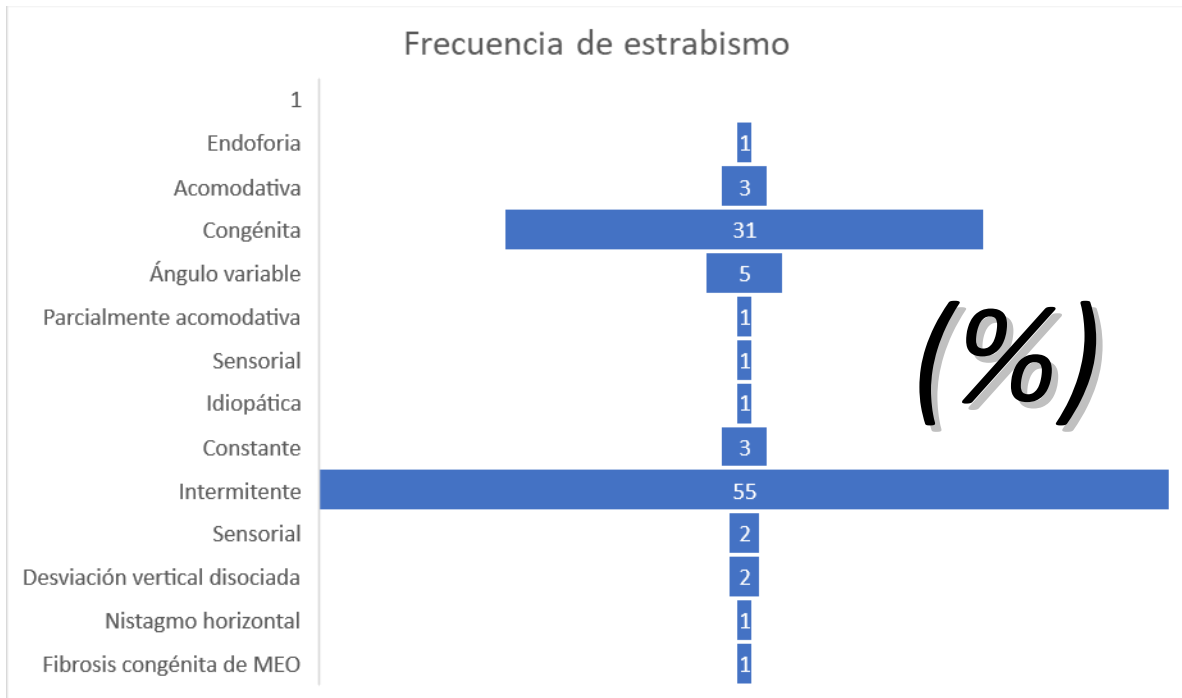 Frecuencia de estrabismo
1
Endoforia 1
Acomodativa 3
Congénita 31
Ángulo variable 5
Parcialmente acomodativa 1
Sensorial 1
Idiopática 1
Constante 3
Intermitente 55
Sensorial 2
Desviación vertical disociada 2
Nistagmo horizontal 1
Fibrosis congénita de MEO 1
(%)